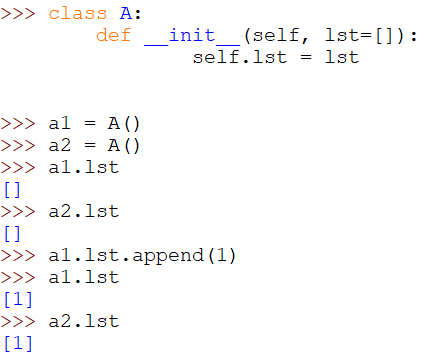 >>> class A:
        def __init__(self, lst=[]):
                self.lst = lst
>>> a1 = A()
>>> a2 = A()
>>> a1.lst
[]
>>> a2.lst
[]
>>> a1.lst.append(1)
>>> a1.lst
[1]
>>> a2.lst
[1]